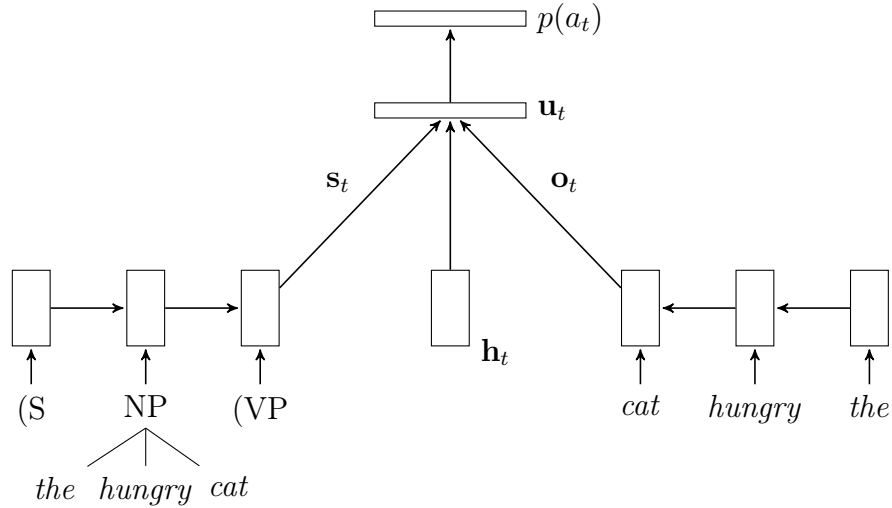 p(a_t)
u_t
s_t o_t
h_t
(S NP (VP cat hungry the
the hungry cat